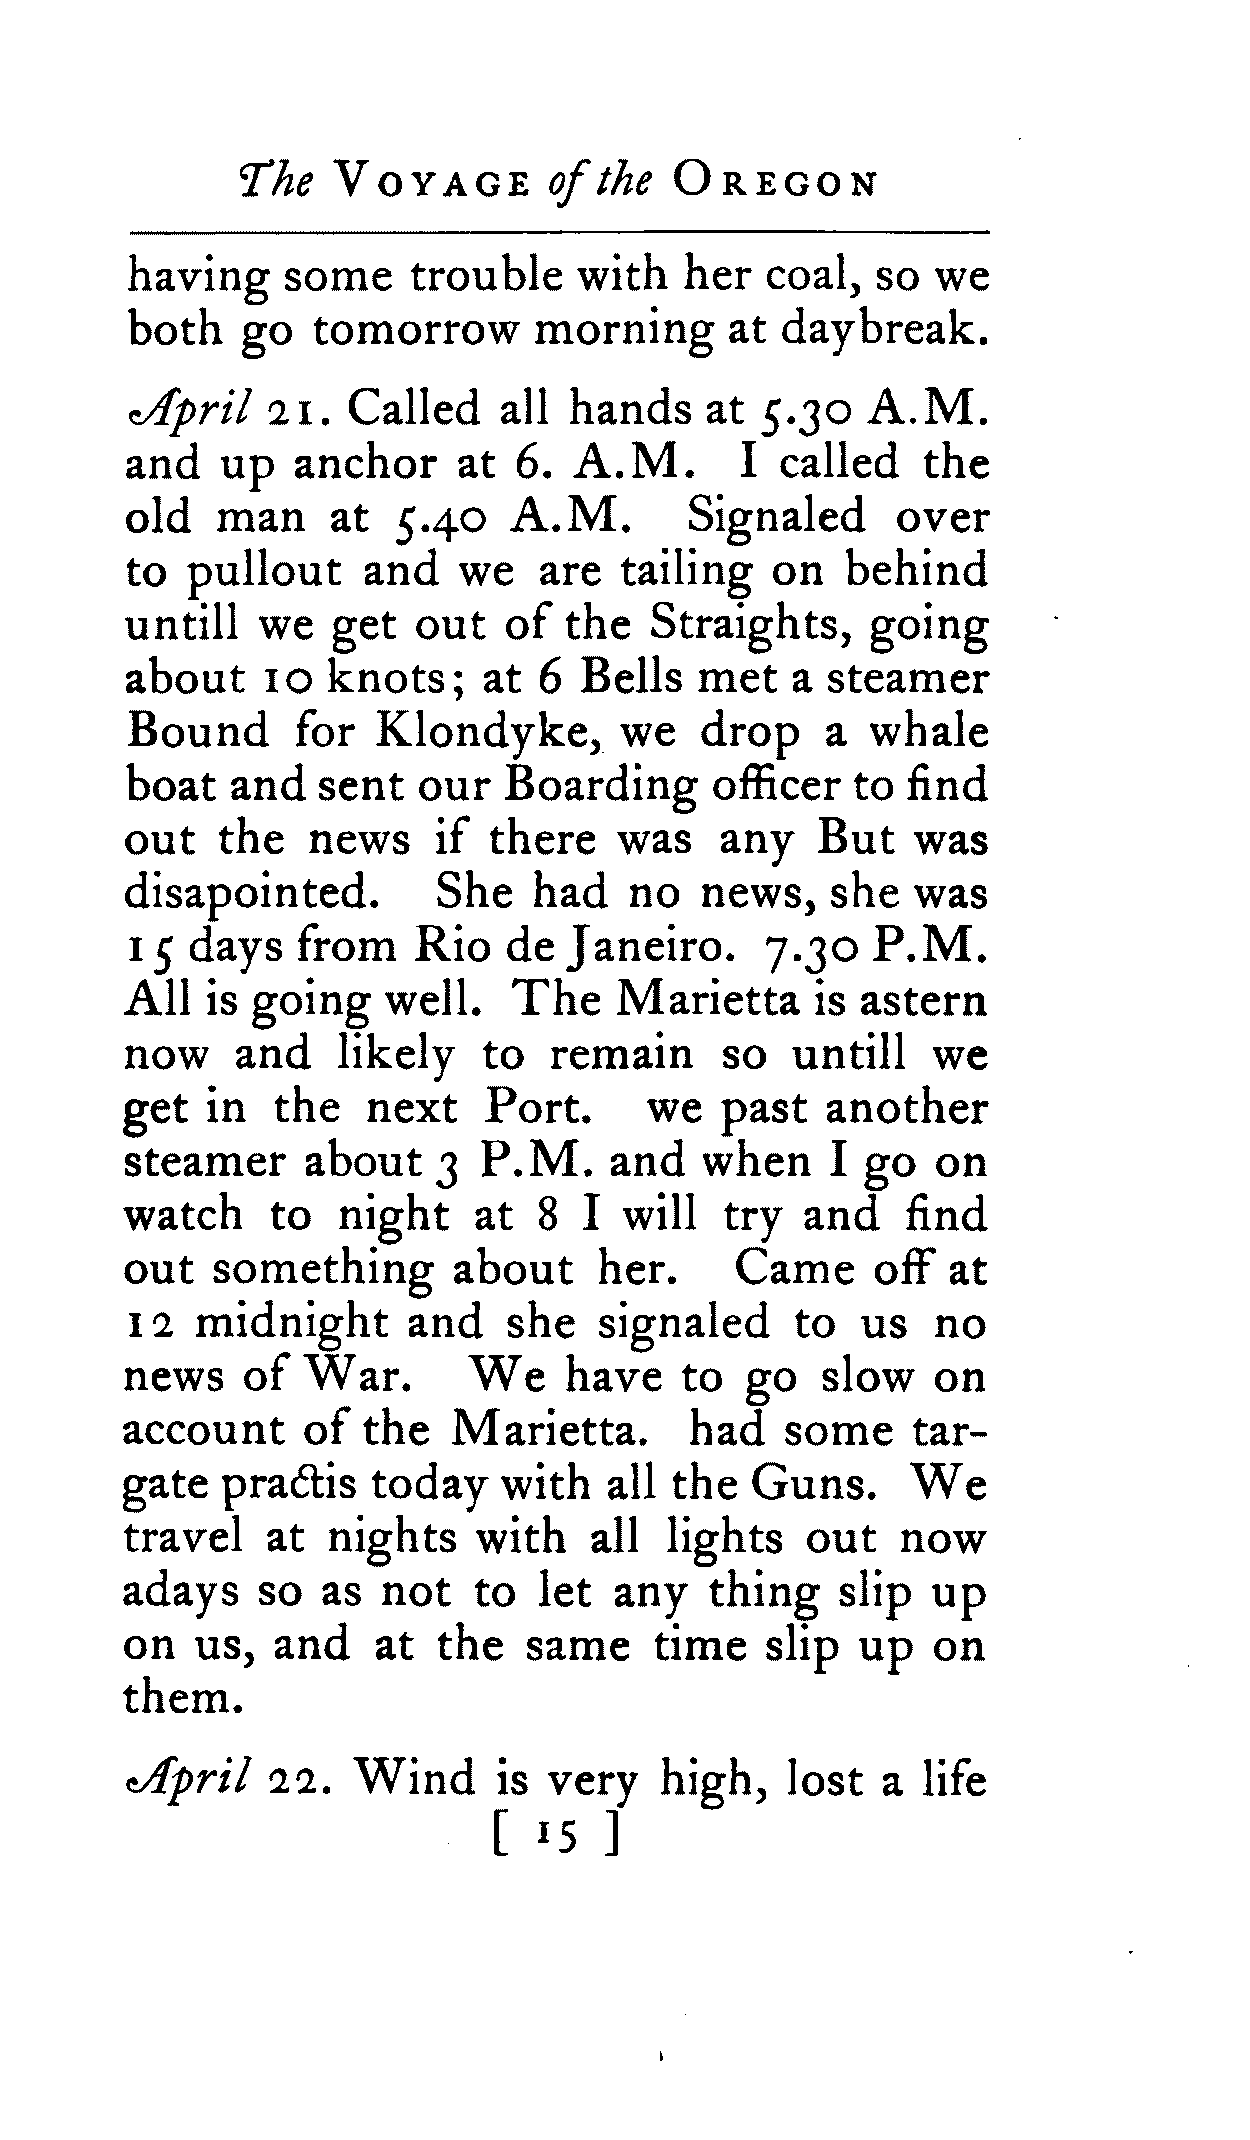 The VOYAGE of the OREGON
having some trouble with her coal, so we
both go tomorrow morning at daybreak.
April 21. Called all hands at 5.30 A.M.
and up anchor at 6. A.M. I called the
old man at 5.40 A.M. Signaled over
to pullout and we are tailing on behind
untill we get out of the Straights, going
about 10 knots; at 6 Bells met a steamer
Bound for Klondyke, we drop a whale
boat and sent our Boarding officer to find
out the news if there was any But was
disapointed. She had no news, she was
15 days from Rio de Janeiro. 7.30 P.M.
All is going well. The Marietta is astern
now and likely to remain so untill we
get in the next Port. we past another
steamer about 3 P.M. and when I go on
watch to night at 8 I will try and find
out something about her. Came off at
12 midnight and she signaled to us no
news of War. We have to go slow on
account of the Marietta. had some tar-
gate practis today with all the Guns. We
travel at nights with all lights out now
adays so as not to let any thing slip up
on us, and at the same time slip up on
them.
April 22. Wind is very high, lost a life
[ 15 ]